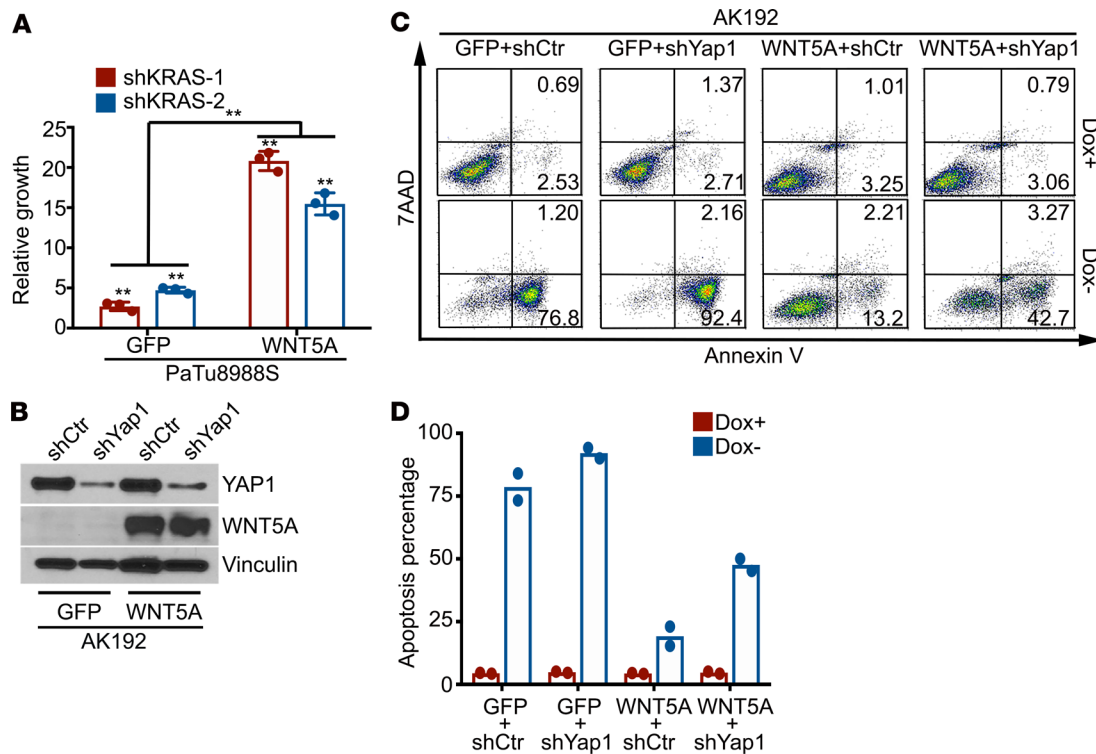 A
shKRAS-1
shKRAS-2
**
** ** ** **
25
20
15
10
5
0
Relative growth
GFP WNT5A
PaTu8988S
B
shCtr shYap1 shCtr shYap1
YAP1
WNT5A
Vinculin
GFP WNT5A
AK192
C
AK192
GFP+shCtr GFP+shYap1 WNT5A+shCtr WNT5A+shYap1
0.69 1.37 1.01 0.79
2.53 2.71 3.25 3.06
Dox+
1.20 2.16 2.21 3.27
76.8 92.4 13.2 42.7
Dox-
7AAD
Annexin V
D
Dox+
Dox-
100
75
50
25
0
Apoptosis percentage
GFP GFP WNT5A WNT5A
+ + + +
shCtr shYap1 shCtr shYap1